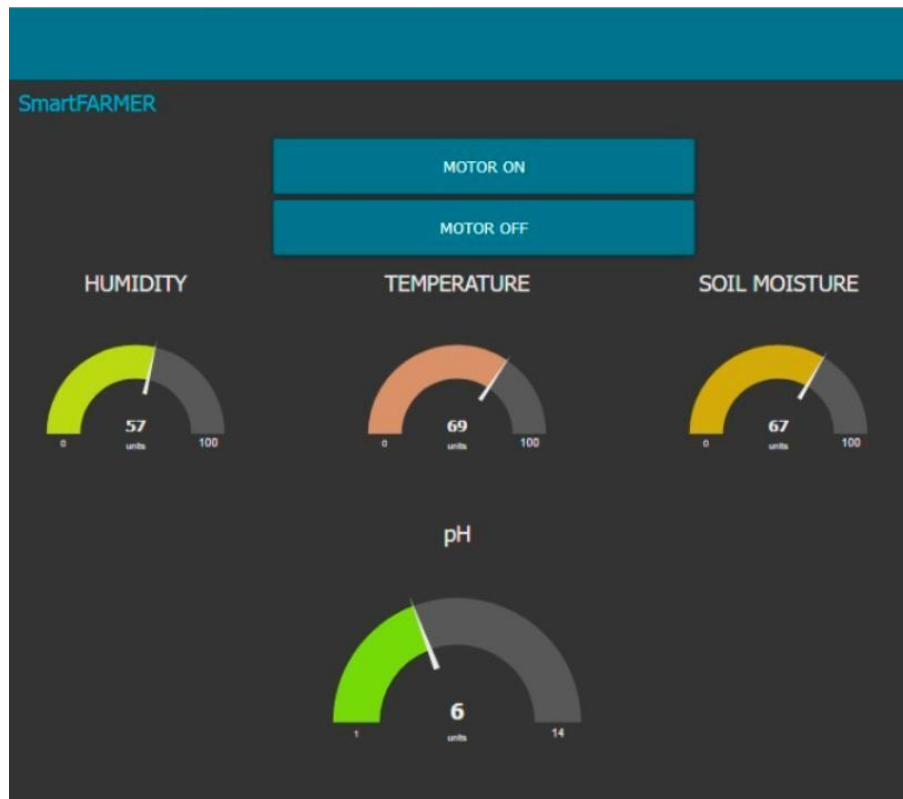 SmartFARMER
MOTOR ON
MOTOR OFF
HUMIDITY TEMPERATURE SOIL MOISTURE
57 69 67
units units units
0 100 0 100 0 100
pH
6
units
1 14